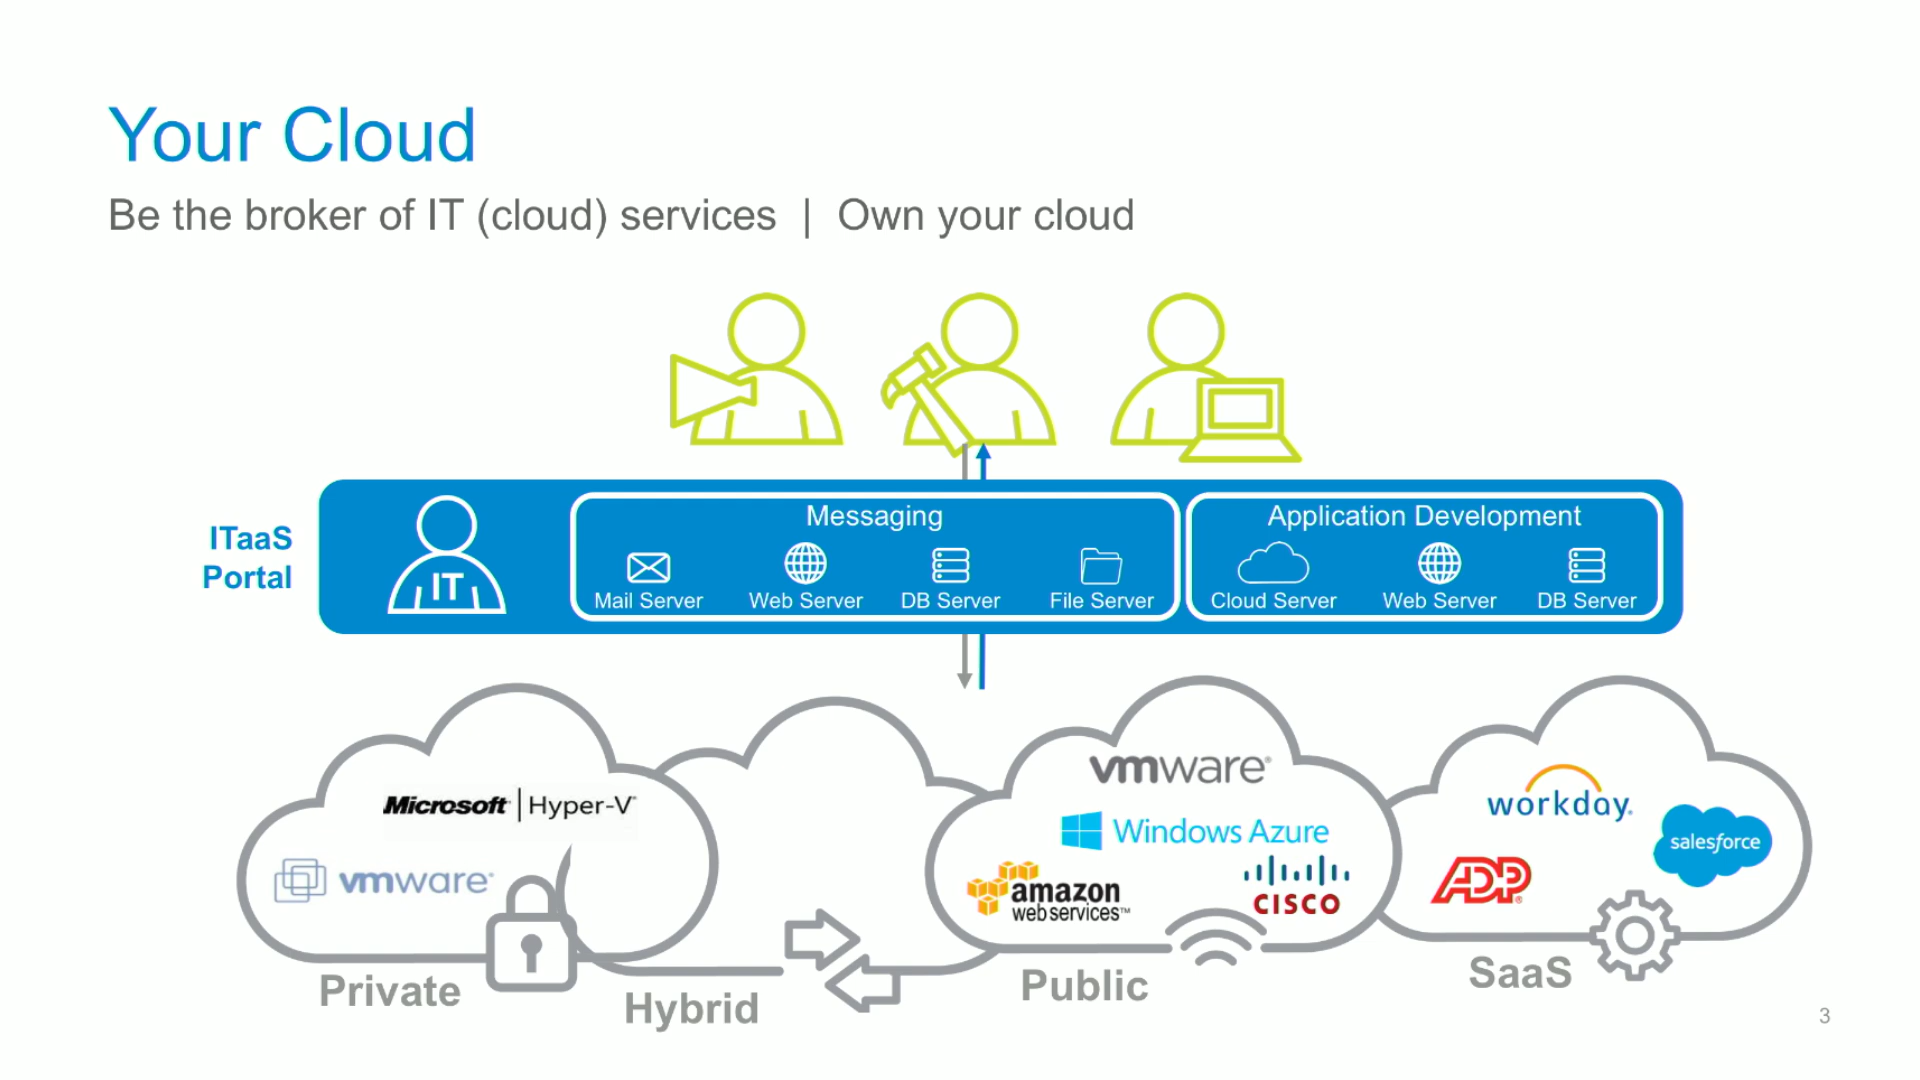 Your Cloud
Be the broker of IT (cloud) services | Own your cloud
ITaaS
Portal
IT
Messaging
Mail Server Web Server DB Server File Server
Application Development
Cloud Server Web Server DB Server
Microsoft | Hyper-V
vmware®
Private
Hybrid
vmware®
Windows Azure
amazon
web services™
CISCO
Public
workday.
salesforce
ADP®
SaaS
3